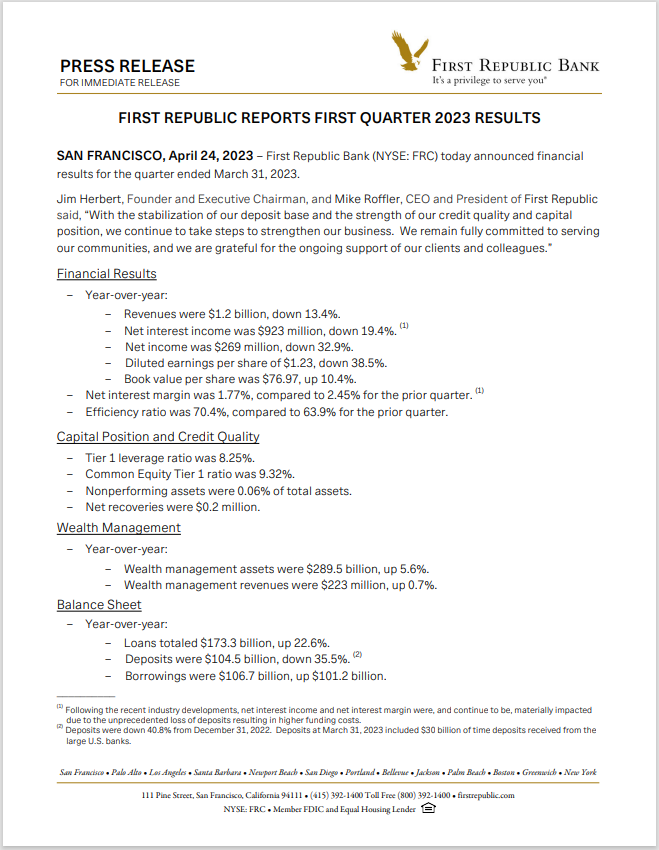 PRESS RELEASE
FOR IMMEDIATE RELEASE
FIRST REPUBLIC BANK
It's a privilege to serve you®
FIRST REPUBLIC REPORTS FIRST QUARTER 2023 RESULTS
SAN FRANCISCO, April 24, 2023 – First Republic Bank (NYSE: FRC) today announced financial
results for the quarter ended March 31, 2023.
Jim Herbert, Founder and Executive Chairman, and Mike Roffler, CEO and President of First Republic
said, "With the stabilization of our deposit base and the strength of our credit quality and capital
position, we continue to take steps to strengthen our business.  We remain fully committed to serving
our communities, and we are grateful for the ongoing support of our clients and colleagues."
Financial Results
– Year-over-year:
– Revenues were $1.2 billion, down 13.4%.
– Net interest income was $923 million, down 19.4%. (1)
– Net income was $269 million, down 32.9%.
– Diluted earnings per share of $1.23, down 38.5%.
– Book value per share was $76.97, up 10.4%.
– Net interest margin was 1.77%, compared to 2.45% for the prior quarter. (1)
– Efficiency ratio was 70.4%, compared to 63.9% for the prior quarter.
Capital Position and Credit Quality
– Tier 1 leverage ratio was 8.25%.
– Common Equity Tier 1 ratio was 9.32%.
– Nonperforming assets were 0.06% of total assets.
– Net recoveries were $0.2 million.
Wealth Management
– Year-over-year:
– Wealth management assets were $289.5 billion, up 5.6%.
– Wealth management revenues were $223 million, up 0.7%.
Balance Sheet
– Year-over-year:
– Loans totaled $173.3 billion, up 22.6%.
– Deposits were $104.5 billion, down 35.5%. (2)
– Borrowings were $106.7 billion, up $101.2 billion.
(1) Following the recent industry developments, net interest income and net interest margin were, and continue to be, materially impacted
due to the unprecedented loss of deposits resulting in higher funding costs.
(2) Deposits were down 40.8% from December 31, 2022.  Deposits at March 31, 2023 included $30 billion of time deposits received from the
large U.S. banks.
San Francisco • Palo Alto • Los Angeles • Santa Barbara • Newport Beach • San Diego • Portland • Bellevue • Jackson • Palm Beach • Boston • Greenwich • New York
111 Pine Street, San Francisco, California 94111 • (415) 392-1400 Toll Free (800) 392-1400 • firstrepublic.com
NYSE: FRC • Member FDIC and Equal Housing Lender